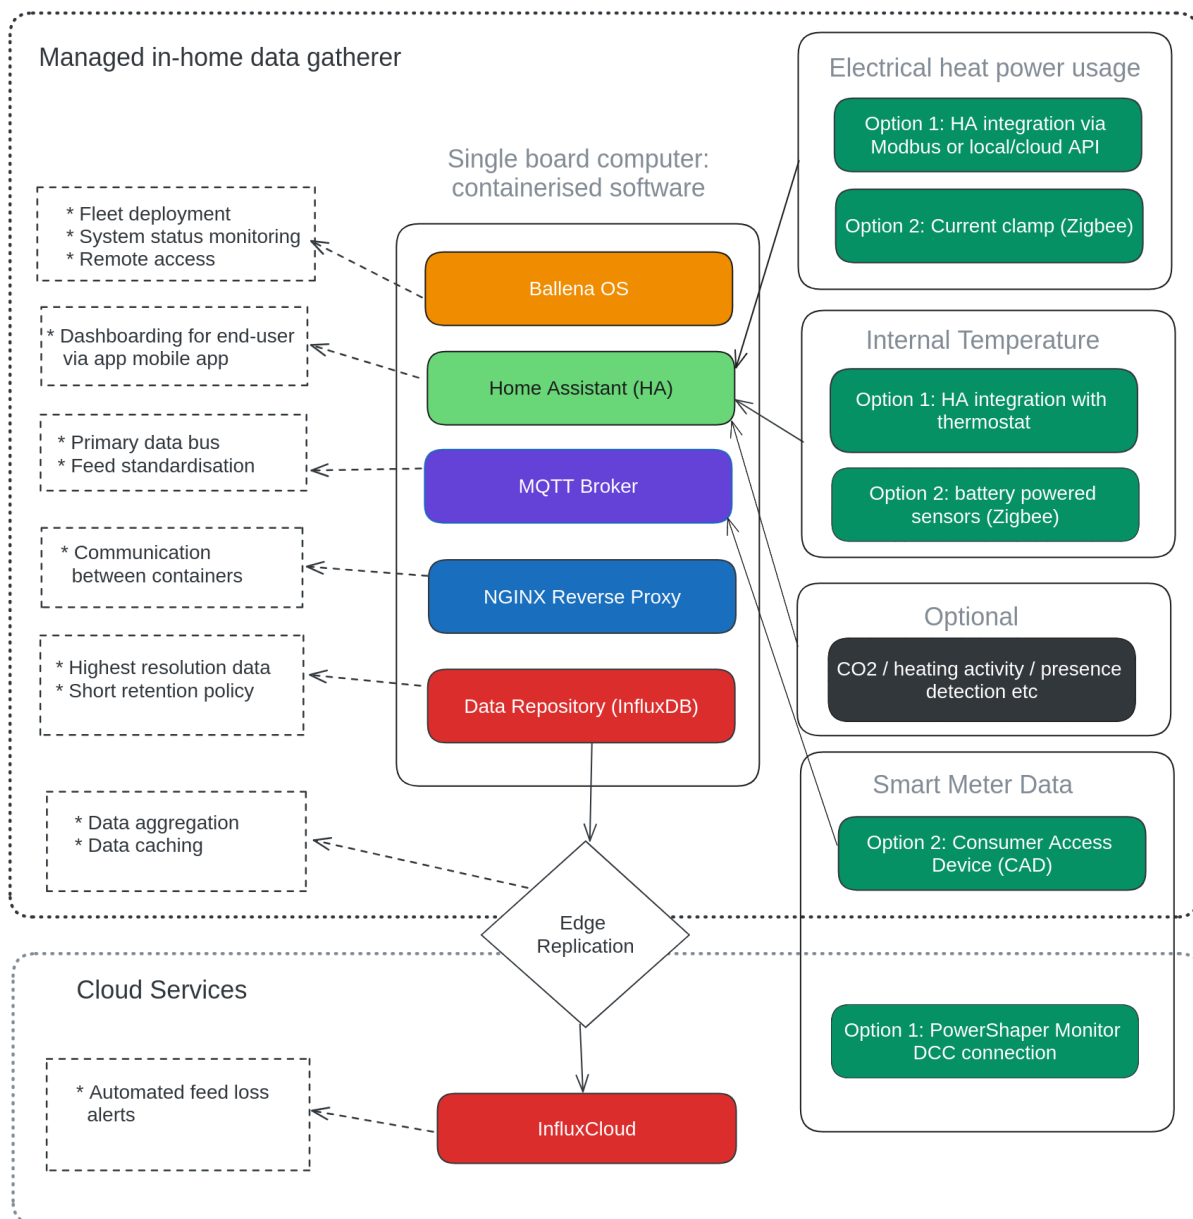 Managed in-home data gatherer
Single board computer:
containerised software
* Fleet deployment
* System status monitoring
* Remote access
Ballena OS
* Dashboarding for end-user
via app mobile app
Home Assistant (HA)
* Primary data bus
* Feed standardisation
MQTT Broker
* Communication
between containers
NGINX Reverse Proxy
* Highest resolution data
* Short retention policy
Data Repository (InfluxDB)
* Data aggregation
* Data caching
Edge
Replication
Electrical heat power usage
Option 1: HA integration via
Modbus or local/cloud API
Option 2: Current clamp (Zigbee)
Internal Temperature
Option 1: HA integration with
thermostat
Option 2: battery powered
sensors (Zigbee)
Optional
CO2 / heating activity / presence
detection etc
Smart Meter Data
Option 2: Consumer Access
Device (CAD)
Option 1: PowerShaper Monitor
DCC connection
Cloud Services
* Automated feed loss
alerts
InfluxCloud